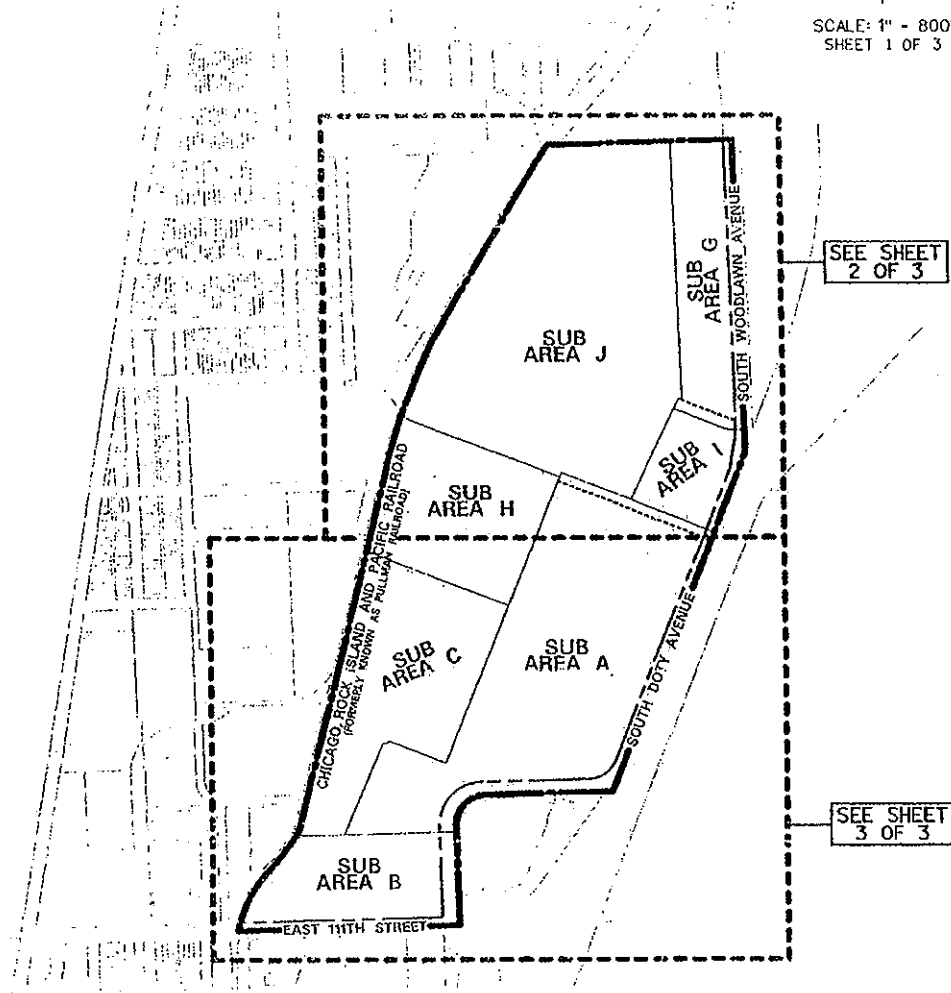 SCALE: 1" - 800
SHEET 1 OF 3
SEE SHEET
2 OF 3
SUB
AREA G
SOUTH WOODLAWN AVENUE
SUB
AREA J
SUB
AREA I
SUB
AREA H
CHICAGO, ROCK ISLAND AND PACIFIC RAILROAD
(FORMERLY KNOWN AS PULLMAN RAILROAD)
SUB
AREA C
SUB
AREA A
SOUTH DOTY AVENUE
SEE SHEET
3 OF 3
SUB
AREA B
EAST 111TH STREET